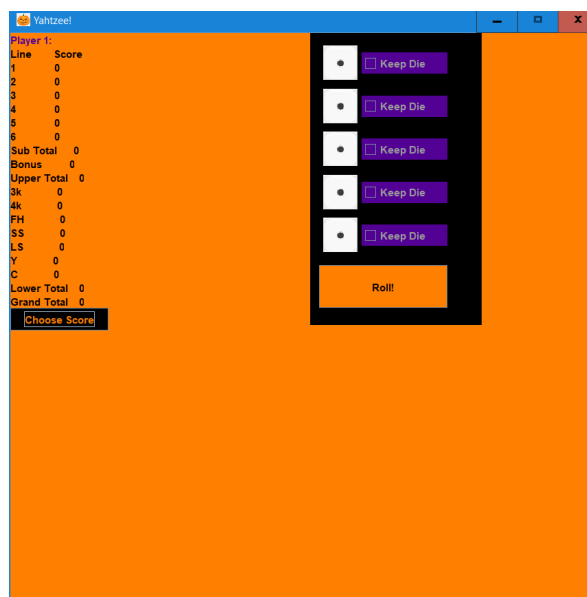 Yahtzee!
Player 1:
Line Score
1 0
2 0
3 0
4 0
5 0
6 0
Sub Total 0
Bonus 0
Upper Total 0
3k 0
4k 0
FH 0
SS 0
LS 0
Y 0
C 0
Lower Total 0
Grand Total 0
Choose Score
Keep Die
Keep Die
Keep Die
Keep Die
Keep Die
Roll!